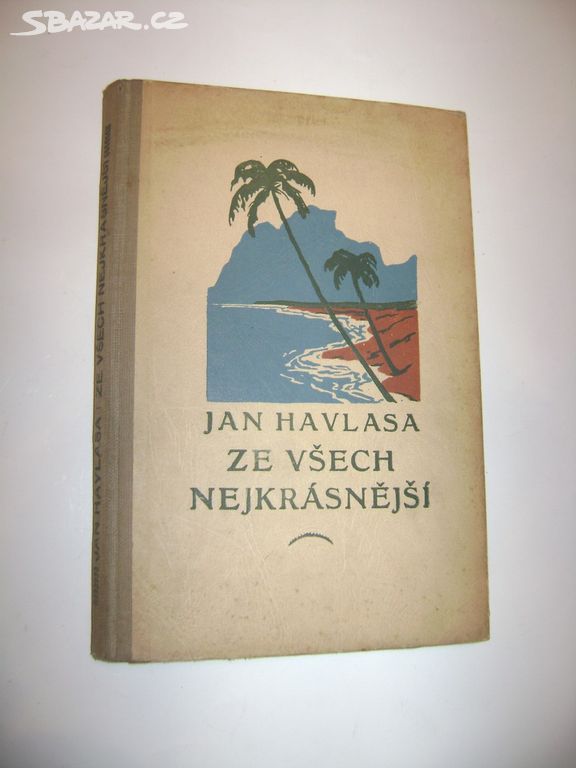 SBAZAR.CZ
JAN HAVLASA
ZE VŠECH
NEJKRÁSNĚJŠÍ
JAN HAVLASA / ZE VŠECH NEJKRÁSNĚJŠÍ